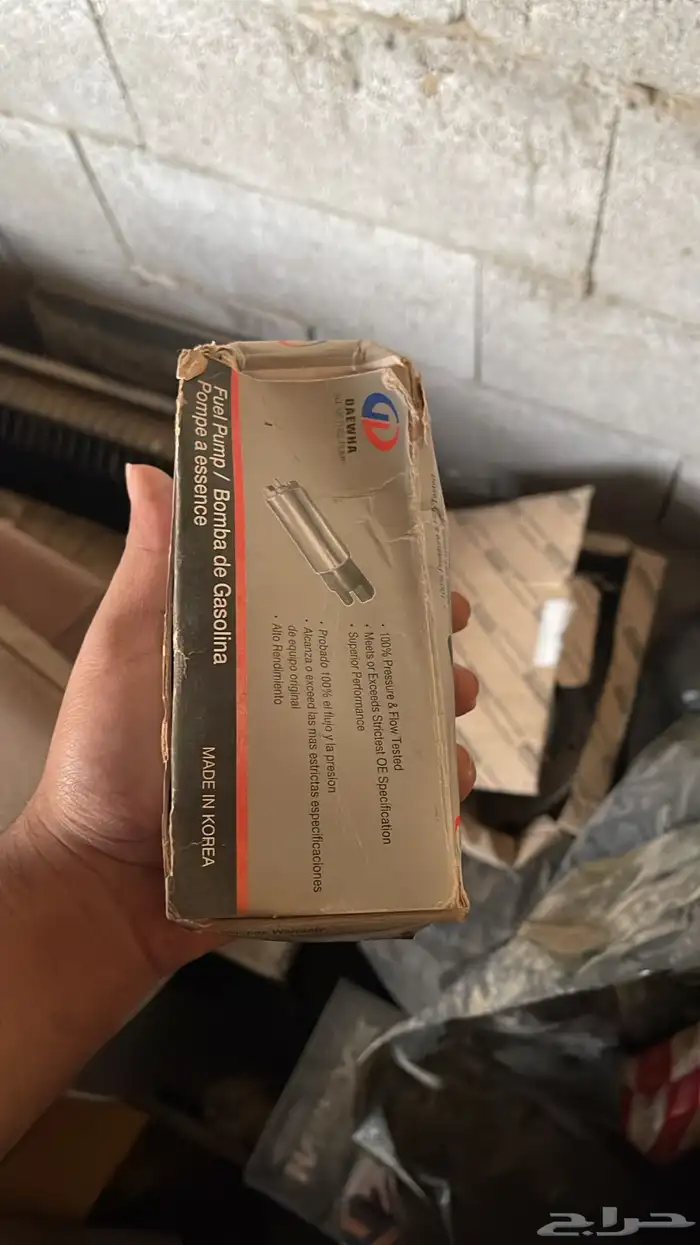 DAEWHA
Fuel Pump / Bomba de Gasolina
Pompe a essence
MADE IN KOREA
· 100% Pressure & Flow Tested
· Meets or Exceeds Strictest OE Specification
· Superior Performance
· Probado 100% el flujo y la presion
· Alcanza o exceed las mas estrictas especificaciones
de equipo original
· Alto Rendimiento
حراج